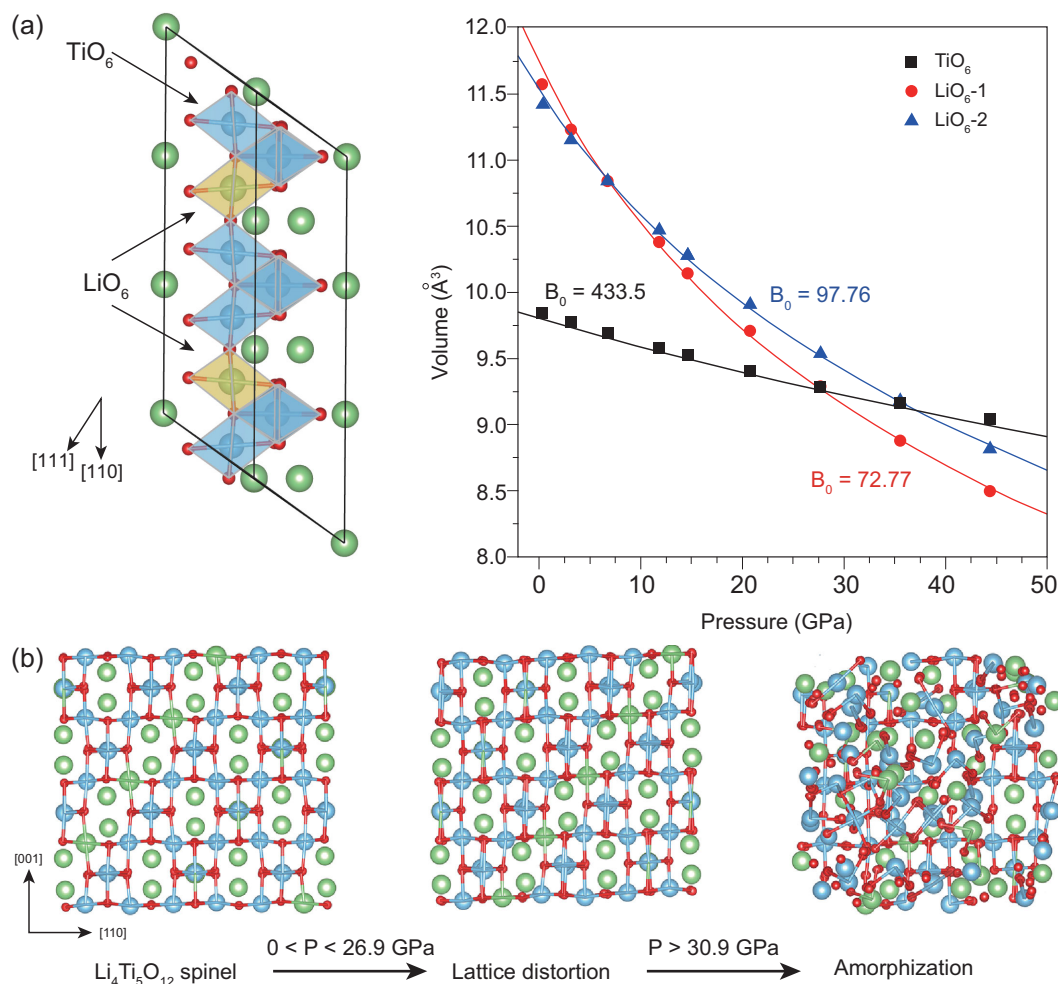 (a)
TiO₆
LiO₆
[111]
[110]
12.0
11.5
11.0
10.5
10.0
9.5
9.0
8.5
8.0
Volume (Å³)
TiO₆
LiO₆-1
LiO₆-2
B₀ = 433.5
B₀ = 97.76
B₀ = 72.77
0 10 20 30 40 50
Pressure (GPa)
(b)
[001]
[110]
0 < P < 26.9 GPa
P > 30.9 GPa
Li₄Ti₅O₁₂ spinel
Lattice distortion
Amorphization